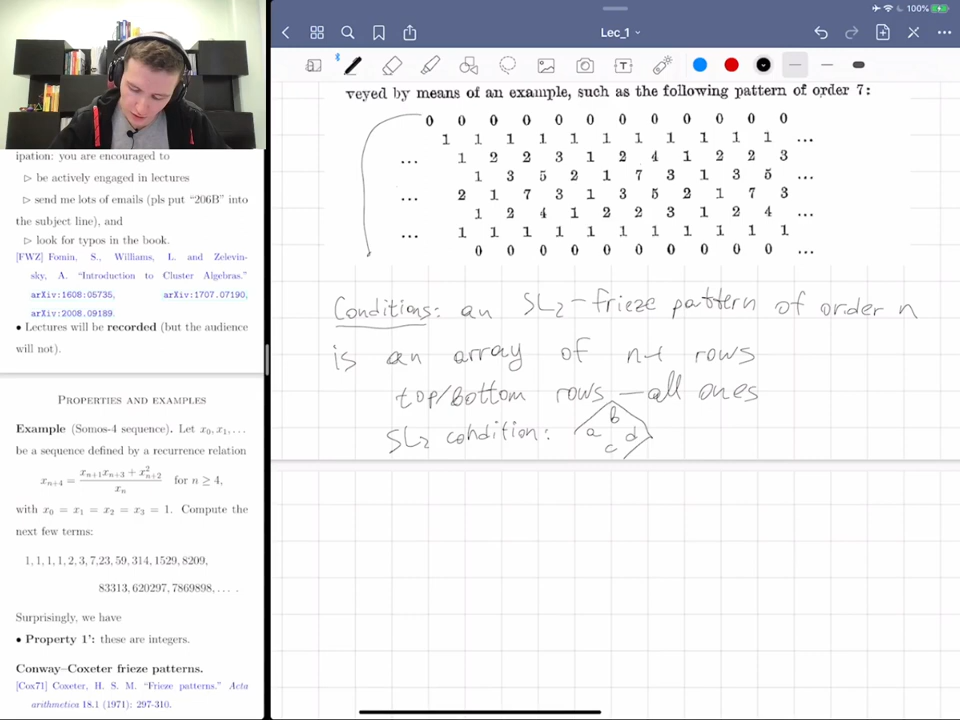 100%
Lec_1
ipation: you are encouraged to
▷ be actively engaged in lectures
▷ send me lots of emails (pls put “206B” into
the subject line), and
▷ look for typos in the book.
[FWZ] Fomin, S., Williams, L. and Zelevin-
sky, A. “Introduction to Cluster Algebras.”
arXiv:1608:05735, arXiv:1707.07190,
arXiv:2008.09189.
• Lectures will be recorded (but the audience
will not).
PROPERTIES AND EXAMPLES
Example (Somos-4 sequence). Let x₀, x₁, . . .
be a sequence defined by a recurrence relation
xₙ₊₄ = (xₙ₊₁xₙ₊₃ + x²ₙ₊₂)/xₙ for n ≥ 4,
with x₀ = x₁ = x₂ = x₃ = 1. Compute the
next few terms:
1, 1, 1, 1, 2, 3, 7, 23, 59, 314, 1529, 8209,
83313, 620297, 7869898, . . . .
Surprisingly, we have
• Property 1’: these are integers.
Conway–Coxeter frieze patterns.
[Cox71] Coxeter, H. S. M. “Frieze patterns.” Acta
arithmetica 18.1 (1971): 297-310.
veyed by means of an example, such as the following pattern of order 7:
0 0 0 0 0 0 0 0 0 0 0 0
1 1 1 1 1 1 1 1 1 1 1 ...
... 1 2 2 3 1 2 4 1 2 2 3
1 3 5 2 1 7 3 1 3 5 ...
... 2 1 7 3 1 3 5 2 1 7 3
1 2 4 1 2 2 3 1 2 4 ...
... 1 1 1 1 1 1 1 1 1 1 1
0 0 0 0 0 0 0 0 0 0 ...
Conditions: an SL₂-frieze pattern of order n
is an array of n-1 rows
top/bottom rows — all ones
SL₂ condition: a b c d